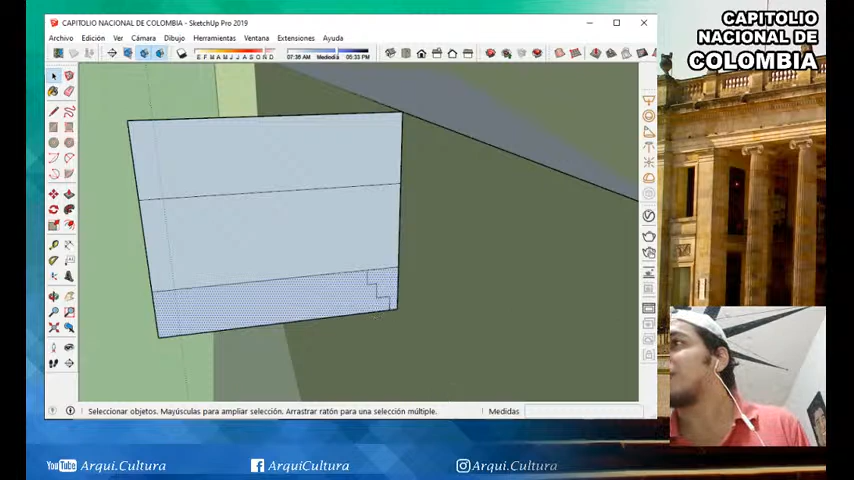 CAPITOLIO NACIONAL DE COLOMBIA - SketchUp Pro 2019
Archivo Edición Ver Cámara Dibujo Herramientas Ventana Extensiones Ayuda
E F M A M J J A S O N D
07:36 AM Mediodía 05:33 PM
CAPITOLIO
NACIONAL DE
COLOMBIA
Seleccionar objetos. Mayúsculas para ampliar selección. Arrastrar ratón para una selección múltiple.
Medidas
YouTube Arqui.Cultura
ArquiCultura
Arqui.Cultura